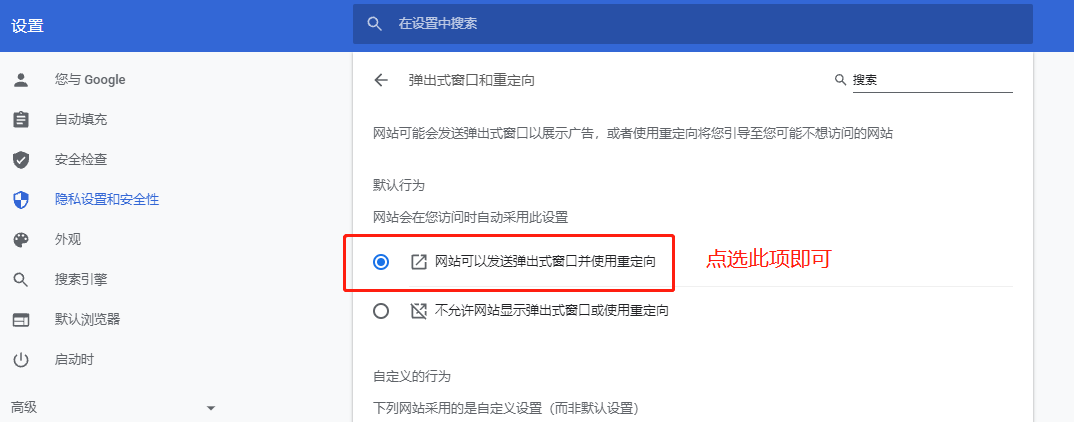 设置
在设置中搜索
您与 Google
自动填充
安全检查
隐私设置和安全性
外观
搜索引擎
默认浏览器
启动时
高级
弹出式窗口和重定向
搜索
网站可能会发送弹出式窗口以展示广告，或者使用重定向将您引导至您可能不想访问的网站
默认行为
网站会在您访问时自动采用此设置
网站可以发送弹出式窗口并使用重定向
点选此项即可
不允许网站显示弹出式窗口或使用重定向
自定义的行为
下列网站采用的是自定义设置（而非默认设置）